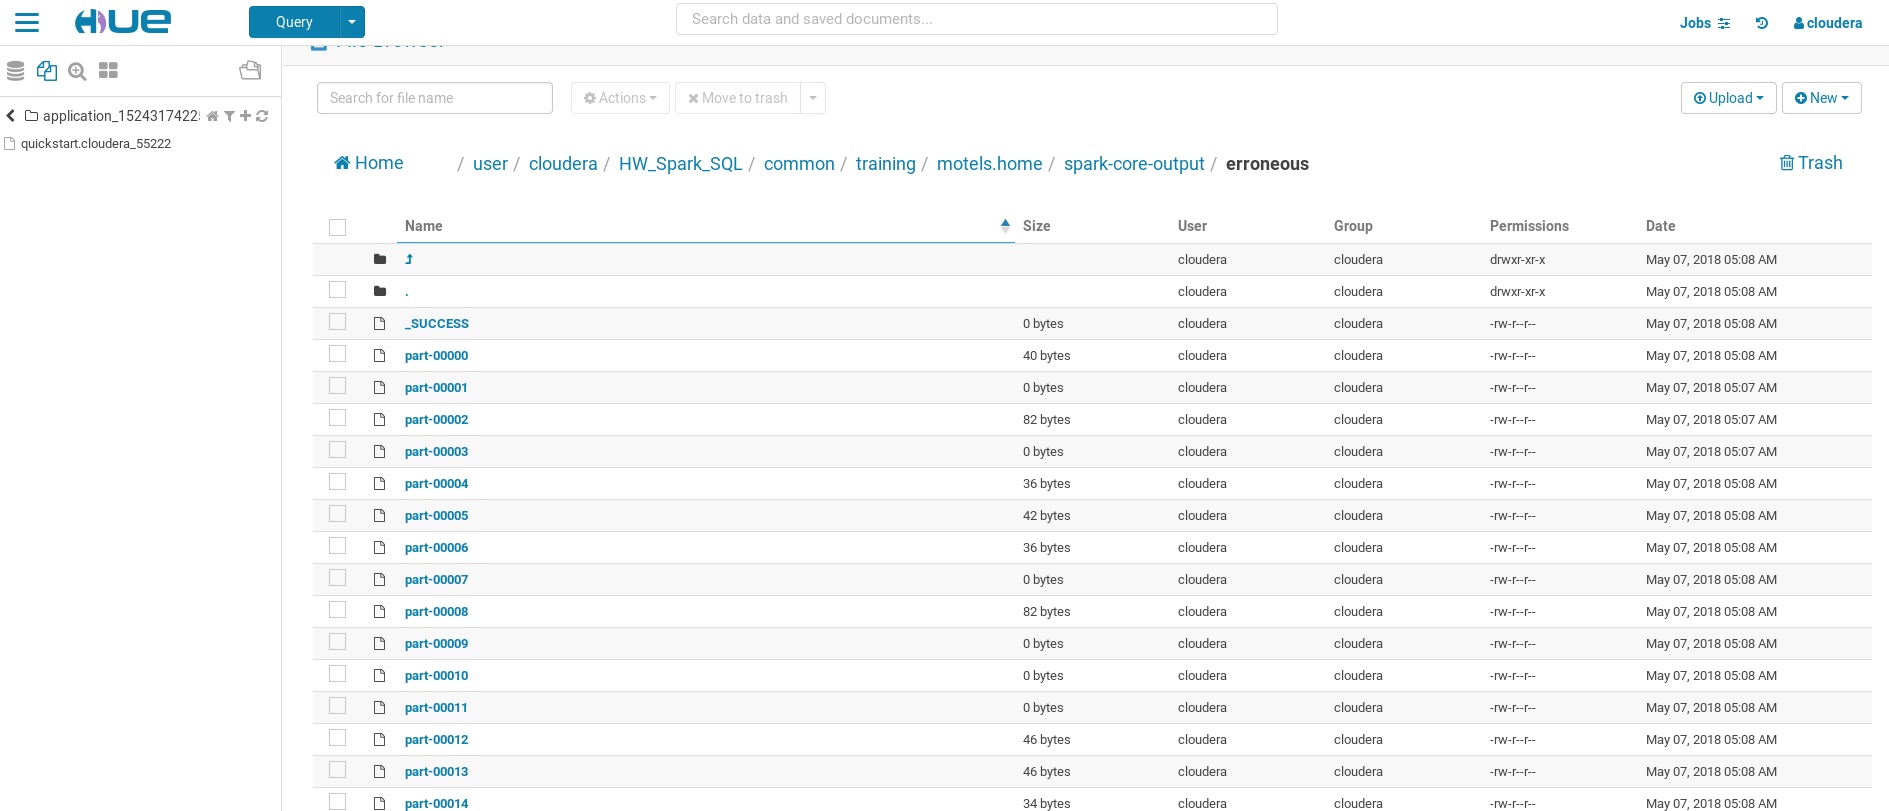 HUE Query Search data and saved documents... Jobs cloudera
File Browser
application_1524317422
quickstart.cloudera_55222
Search for file name Actions Move to trash Upload New
Home / user / cloudera / HW_Spark_SQL / common / training / motels.home / spark-core-output / erroneous Trash
Name Size User Group Permissions Date
cloudera cloudera drwxr-xr-x May 07, 2018 05:08 AM
. cloudera cloudera drwxr-xr-x May 07, 2018 05:08 AM
_SUCCESS 0 bytes cloudera cloudera -rw-r--r-- May 07, 2018 05:08 AM
part-00000 40 bytes cloudera cloudera -rw-r--r-- May 07, 2018 05:08 AM
part-00001 0 bytes cloudera cloudera -rw-r--r-- May 07, 2018 05:07 AM
part-00002 82 bytes cloudera cloudera -rw-r--r-- May 07, 2018 05:07 AM
part-00003 0 bytes cloudera cloudera -rw-r--r-- May 07, 2018 05:07 AM
part-00004 36 bytes cloudera cloudera -rw-r--r-- May 07, 2018 05:08 AM
part-00005 42 bytes cloudera cloudera -rw-r--r-- May 07, 2018 05:08 AM
part-00006 36 bytes cloudera cloudera -rw-r--r-- May 07, 2018 05:08 AM
part-00007 0 bytes cloudera cloudera -rw-r--r-- May 07, 2018 05:08 AM
part-00008 82 bytes cloudera cloudera -rw-r--r-- May 07, 2018 05:08 AM
part-00009 0 bytes cloudera cloudera -rw-r--r-- May 07, 2018 05:08 AM
part-00010 0 bytes cloudera cloudera -rw-r--r-- May 07, 2018 05:08 AM
part-00011 0 bytes cloudera cloudera -rw-r--r-- May 07, 2018 05:08 AM
part-00012 46 bytes cloudera cloudera -rw-r--r-- May 07, 2018 05:08 AM
part-00013 46 bytes cloudera cloudera -rw-r--r-- May 07, 2018 05:08 AM
part-00014 34 bytes cloudera cloudera -rw-r--r-- May 07, 2018 05:08 AM